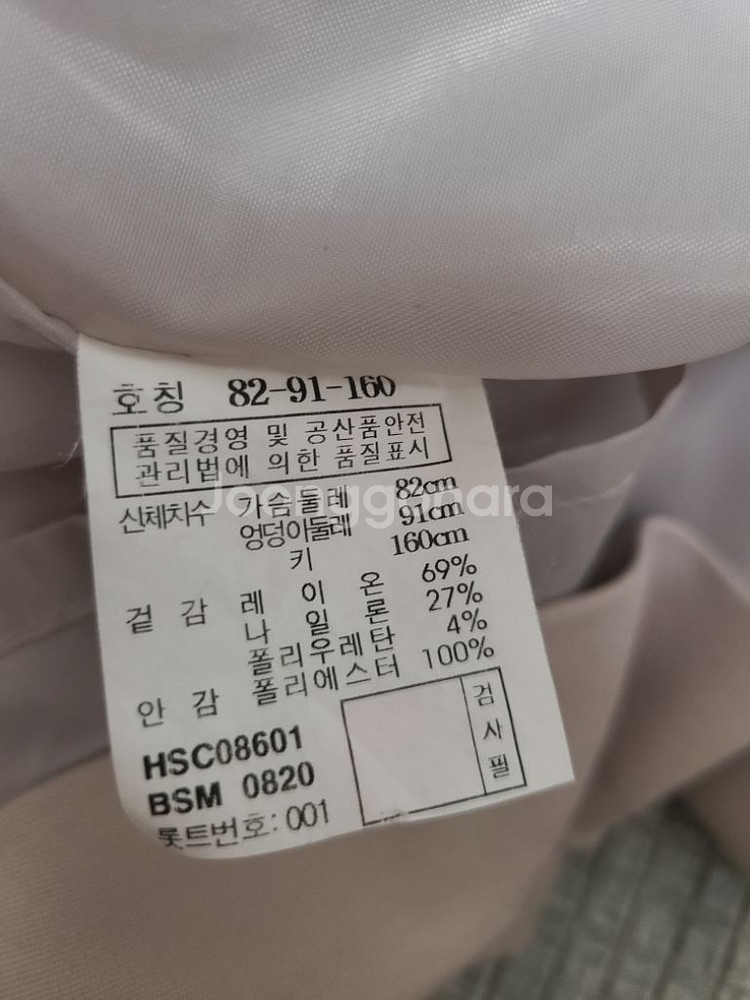 호칭 82-91-160
품질경영 및 공산품안전
관리법에 의한 품질표시
신체치수 가슴둘레 82cm
엉덩이둘레 91cm
키 160cm
겉감 레이온 69%
나일론 27%
폴리우레탄 4%
안감 폴리에스터 100%
HSC08601
BSM 0820
롯트번호: 001
검사필
Joonggonara